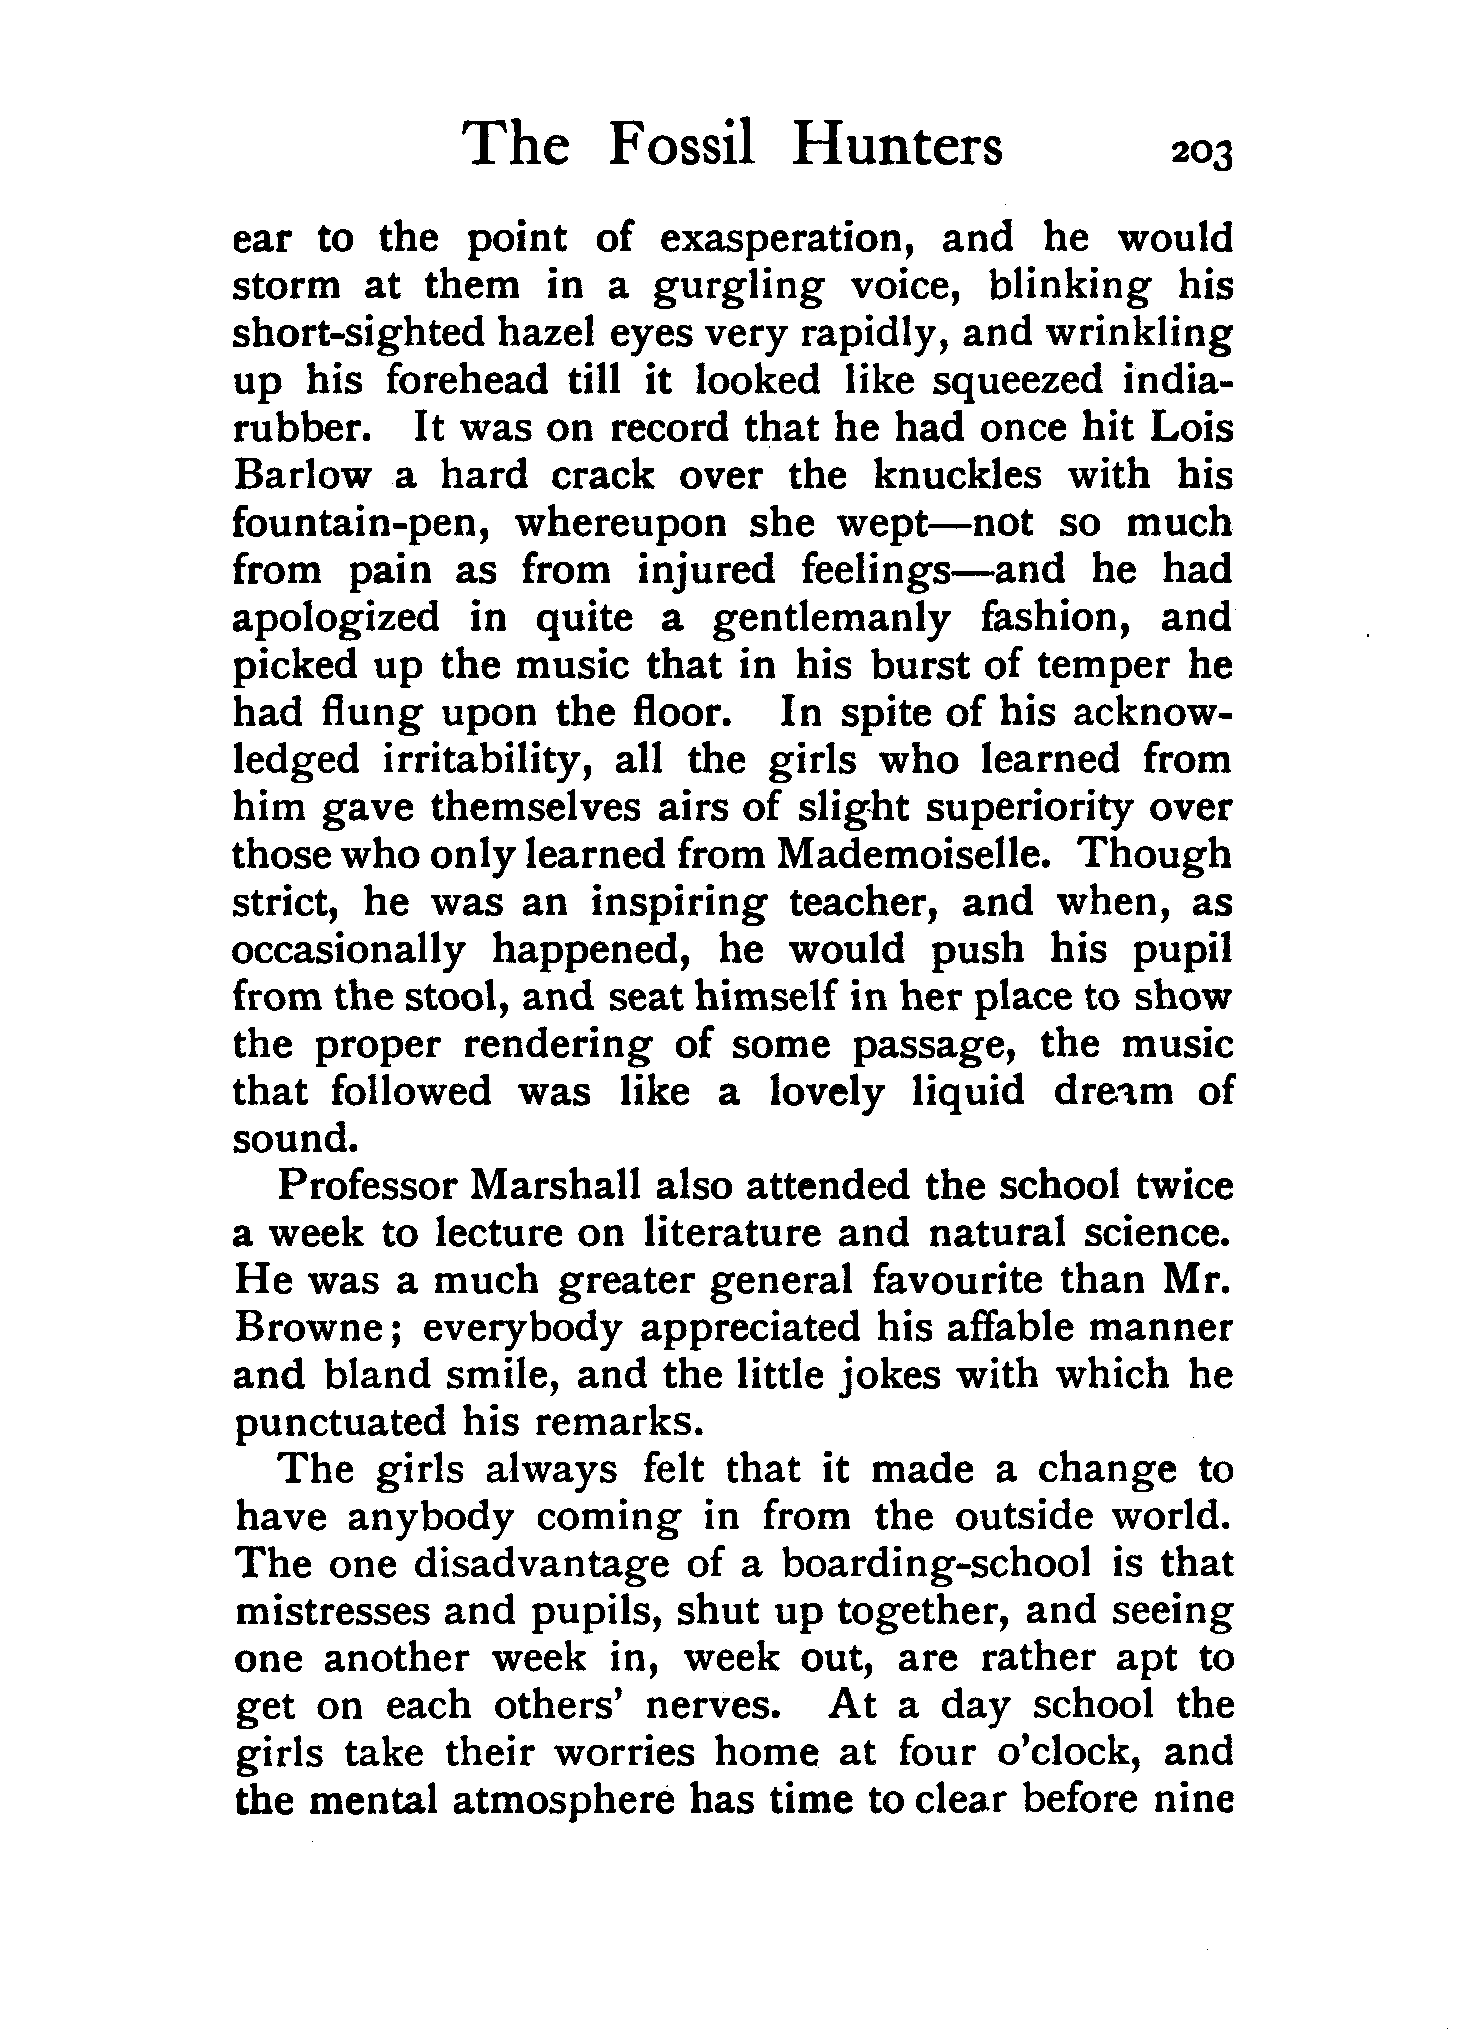 The Fossil Hunters 203
ear to the point of exasperation, and he would
storm at them in a gurgling voice, blinking his
short-sighted hazel eyes very rapidly, and wrinkling
up his forehead till it looked like squeezed india-
rubber. It was on record that he had once hit Lois
Barlow a hard crack over the knuckles with his
fountain-pen, whereupon she wept—not so much
from pain as from injured feelings—and he had
apologized in quite a gentlemanly fashion, and
picked up the music that in his burst of temper he
had flung upon the floor. In spite of his acknow-
ledged irritability, all the girls who learned from
him gave themselves airs of slight superiority over
those who only learned from Mademoiselle. Though
strict, he was an inspiring teacher, and when, as
occasionally happened, he would push his pupil
from the stool, and seat himself in her place to show
the proper rendering of some passage, the music
that followed was like a lovely liquid dream of
sound.
Professor Marshall also attended the school twice
a week to lecture on literature and natural science.
He was a much greater general favourite than Mr.
Browne; everybody appreciated his affable manner
and bland smile, and the little jokes with which he
punctuated his remarks.
The girls always felt that it made a change to
have anybody coming in from the outside world.
The one disadvantage of a boarding-school is that
mistresses and pupils, shut up together, and seeing
one another week in, week out, are rather apt to
get on each others' nerves. At a day school the
girls take their worries home at four o'clock, and
the mental atmosphere has time to clear before nine